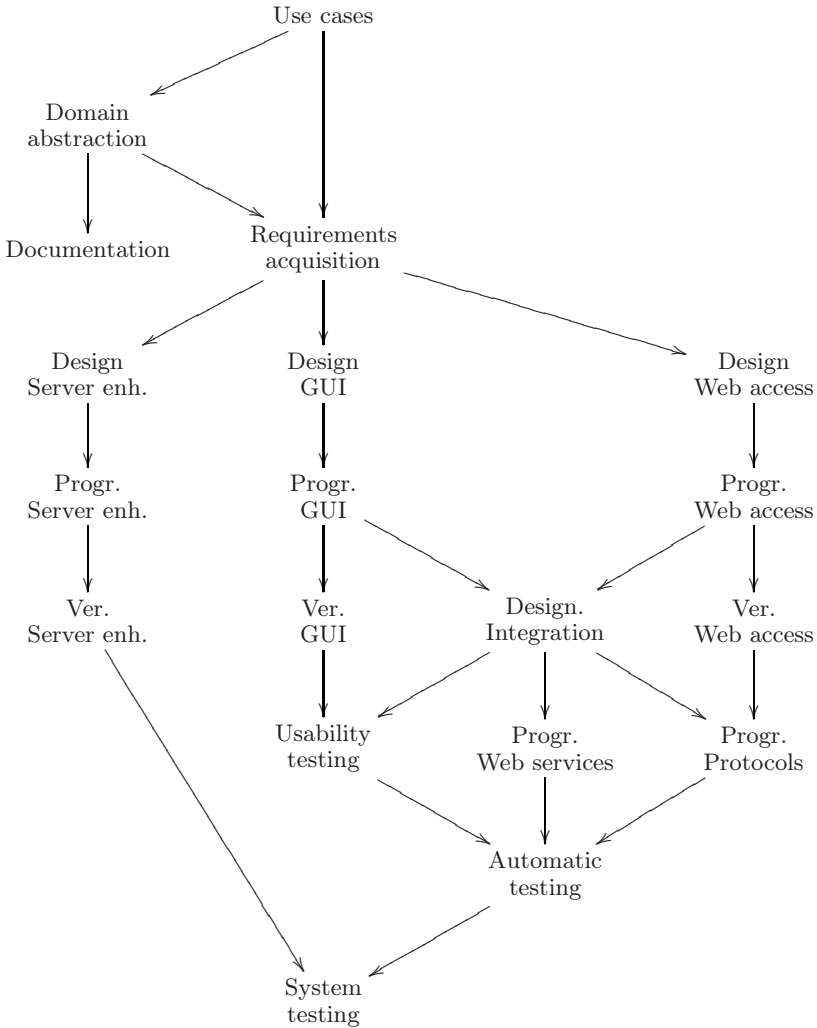 Use cases
Domain
abstraction
Documentation
Requirements
acquisition
Design
Server enh.
Design
GUI
Design
Web access
Progr.
Server enh.
Progr.
GUI
Progr.
Web access
Ver.
Server enh.
Ver.
GUI
Design.
Integration
Ver.
Web access
Usability
testing
Progr.
Web services
Progr.
Protocols
Automatic
testing
System
testing